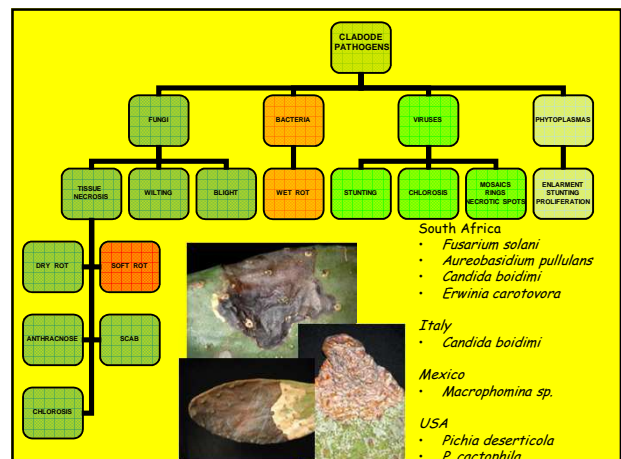 CLADODE
PATHOGENS
FUNGI
BACTERIA
VIRUSES
PHYTOPLASMAS
TISSUE
NECROSIS
WILTING
BLIGHT
WET ROT
STUNTING
CHLOROSIS
MOSAICS
RINGS
NECROTIC SPOTS
ENLARMENT
STUNTING
PROLIFERATION
DRY ROT
SOFT ROT
ANTHRACNOSE
SCAB
CHLOROSIS
South Africa
• Fusarium solani
• Aureobasidium pullulans
• Candida boidimi
• Erwinia carotovora
Italy
• Candida boidimi
Mexico
• Macrophomina sp.
USA
• Pichia deserticola
• P. cactophila